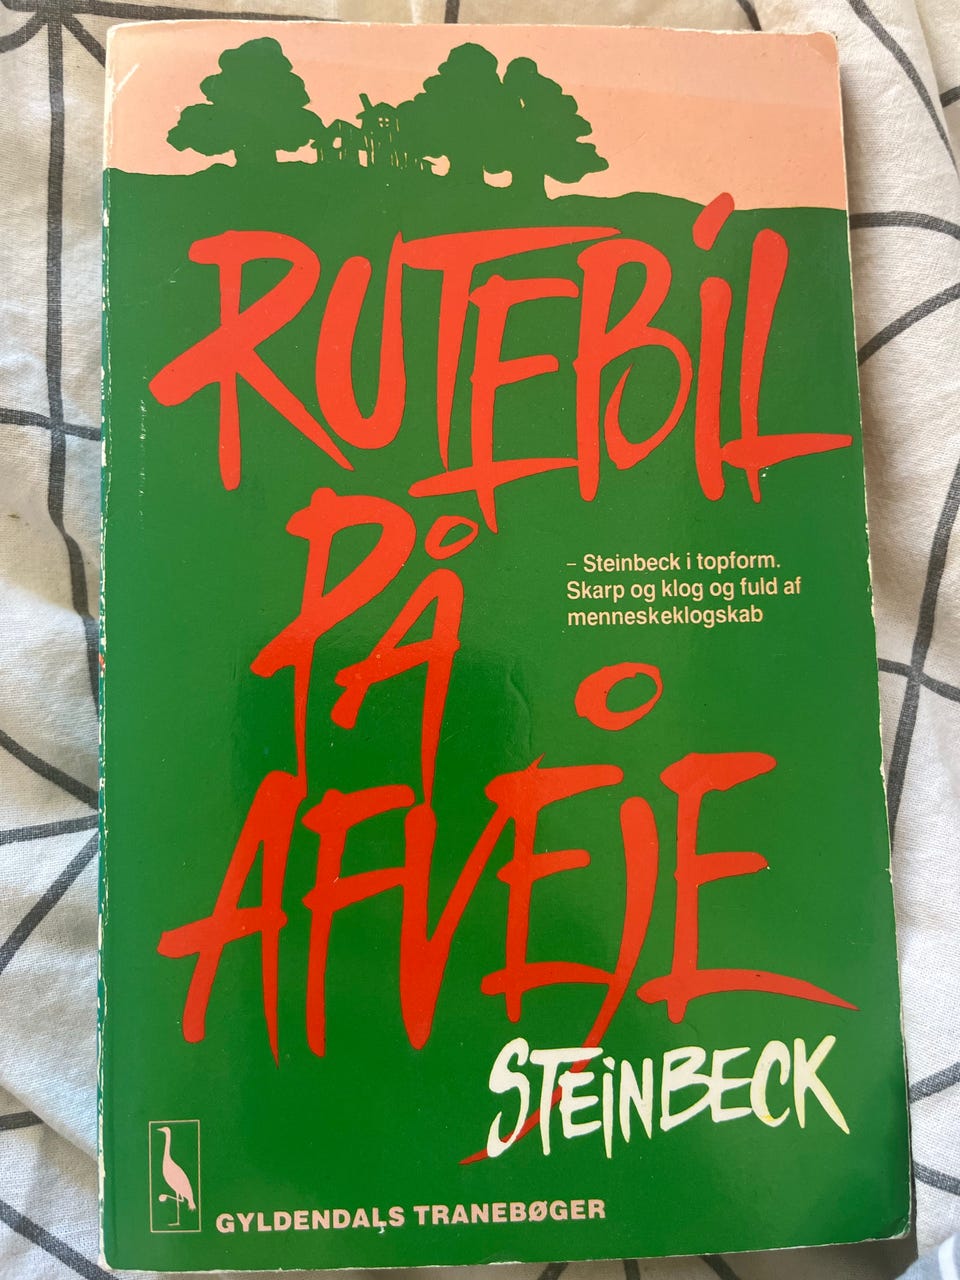 RUTEBIL
PÅ
– Steinbeck i topform.
Skarp og klog og fuld af
menneskeklogskab
AFVEJE
STEINBECK
GYLDENDALS TRANEBØGER